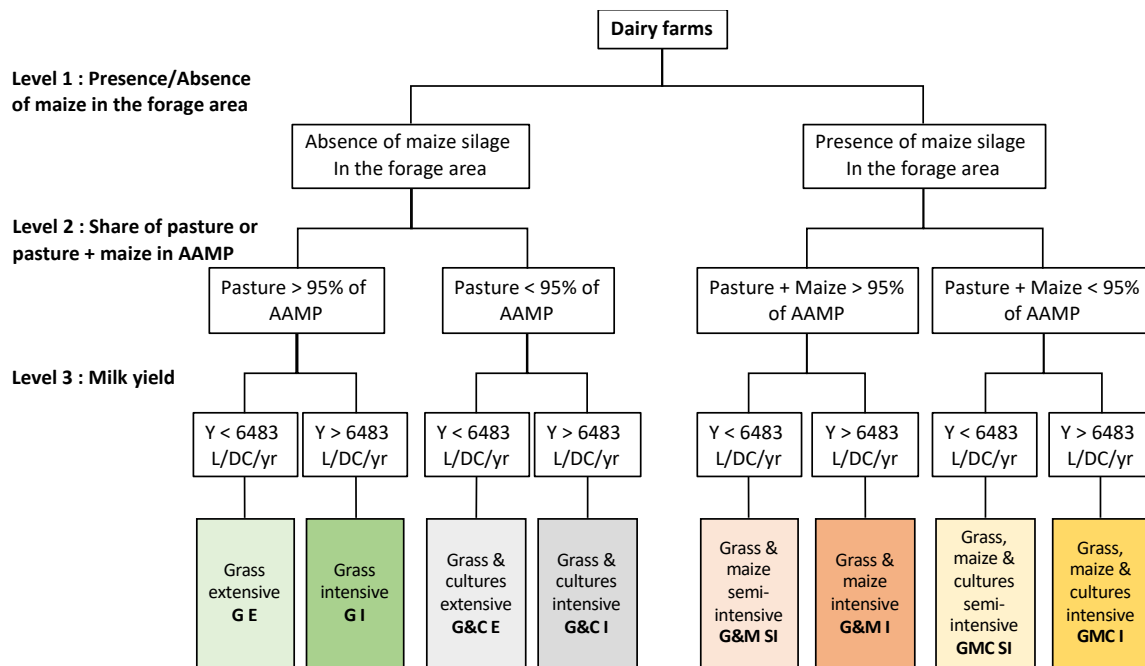 Dairy farms
Level 1 : Presence/Absence
of maize in the forage area
Absence of maize silage
In the forage area
Presence of maize silage
In the forage area
Level 2 : Share of pasture or
pasture + maize in AAMP
Pasture > 95% of
AAMP
Pasture < 95% of
AAMP
Pasture + Maize > 95%
of AAMP
Pasture + Maize < 95%
of AAMP
Level 3 : Milk yield
Y < 6483
L/DC/yr
Y > 6483
L/DC/yr
Y < 6483
L/DC/yr
Y > 6483
L/DC/yr
Y < 6483
L/DC/yr
Y > 6483
L/DC/yr
Y < 6483
L/DC/yr
Y > 6483
L/DC/yr
Grass
extensive
G E
Grass
intensive
G I
Grass &
cultures
extensive
G&C E
Grass &
cultures
intensive
G&C I
Grass &
maize
semi-
intensive
G&M SI
Grass &
maize
intensive
G&M I
Grass,
maize &
cultures
semi-
intensive
GMC SI
Grass,
maize &
cultures
intensive
GMC I